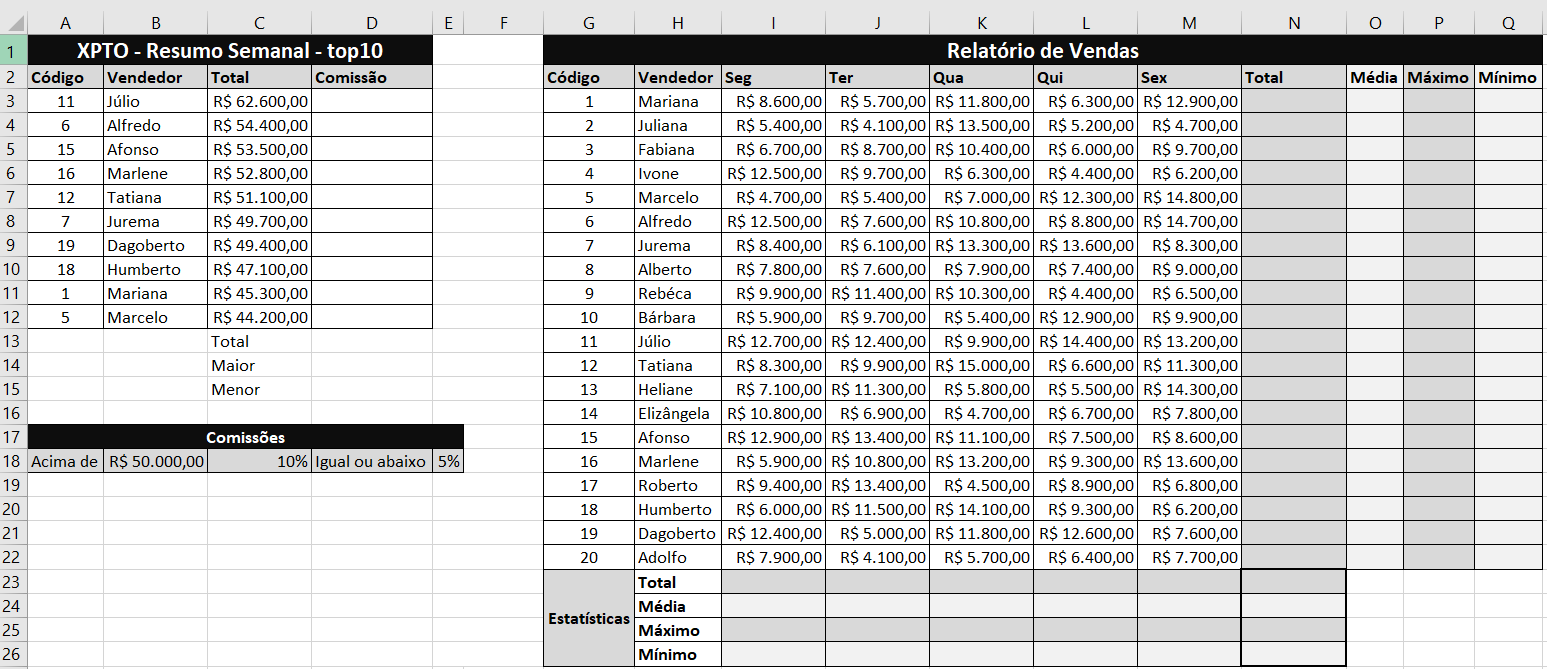 A B C D E F G H I J K L M N O P Q
1 XPTO - Resumo Semanal - top10 Relatório de Vendas
2 Código Vendedor Total Comissão Código Vendedor Seg Ter Qua Qui Sex Total Média Máximo Mínimo
3 11 Júlio R$ 62.600,00 1 Mariana R$ 8.600,00 R$ 5.700,00 R$ 11.800,00 R$ 6.300,00 R$ 12.900,00
4 6 Alfredo R$ 54.400,00 2 Juliana R$ 5.400,00 R$ 4.100,00 R$ 13.500,00 R$ 5.200,00 R$ 4.700,00
5 15 Afonso R$ 53.500,00 3 Fabiana R$ 6.700,00 R$ 8.700,00 R$ 10.400,00 R$ 6.000,00 R$ 9.700,00
6 16 Marlene R$ 52.800,00 4 Ivone R$ 12.500,00 R$ 9.700,00 R$ 6.300,00 R$ 4.400,00 R$ 6.200,00
7 12 Tatiana R$ 51.100,00 5 Marcelo R$ 4.700,00 R$ 5.400,00 R$ 7.000,00 R$ 12.300,00 R$ 14.800,00
8 7 Jurema R$ 49.700,00 6 Alfredo R$ 12.500,00 R$ 7.600,00 R$ 10.800,00 R$ 8.800,00 R$ 14.700,00
9 19 Dagoberto R$ 49.400,00 7 Jurema R$ 8.400,00 R$ 6.100,00 R$ 13.300,00 R$ 13.600,00 R$ 8.300,00
10 18 Humberto R$ 47.100,00 8 Alberto R$ 7.800,00 R$ 7.600,00 R$ 7.900,00 R$ 7.400,00 R$ 9.000,00
11 1 Mariana R$ 45.300,00 9 Rebéca R$ 9.900,00 R$ 11.400,00 R$ 10.300,00 R$ 4.400,00 R$ 6.500,00
12 5 Marcelo R$ 44.200,00 10 Bárbara R$ 5.900,00 R$ 9.700,00 R$ 5.400,00 R$ 12.900,00 R$ 9.900,00
13 Total 11 Júlio R$ 12.700,00 R$ 12.400,00 R$ 9.900,00 R$ 14.400,00 R$ 13.200,00
14 Maior 12 Tatiana R$ 8.300,00 R$ 9.900,00 R$ 15.000,00 R$ 6.600,00 R$ 11.300,00
15 Menor 13 Heliane R$ 7.100,00 R$ 11.300,00 R$ 5.800,00 R$ 5.500,00 R$ 14.300,00
16 14 Elizângela R$ 10.800,00 R$ 6.900,00 R$ 4.700,00 R$ 6.700,00 R$ 7.800,00
17 Comissões 15 Afonso R$ 12.900,00 R$ 13.400,00 R$ 11.100,00 R$ 7.500,00 R$ 8.600,00
18 Acima de R$ 50.000,00 10% Igual ou abaixo 5% 16 Marlene R$ 5.900,00 R$ 10.800,00 R$ 13.200,00 R$ 9.300,00 R$ 13.600,00
19 17 Roberto R$ 9.400,00 R$ 13.400,00 R$ 4.500,00 R$ 8.900,00 R$ 6.800,00
20 18 Humberto R$ 6.000,00 R$ 11.500,00 R$ 14.100,00 R$ 9.300,00 R$ 6.200,00
21 19 Dagoberto R$ 12.400,00 R$ 5.000,00 R$ 11.800,00 R$ 12.600,00 R$ 7.600,00
22 20 Adolfo R$ 7.900,00 R$ 4.100,00 R$ 5.700,00 R$ 6.400,00 R$ 7.700,00
23 Total
24 Média
Estatísticas
25 Máximo
26 Mínimo